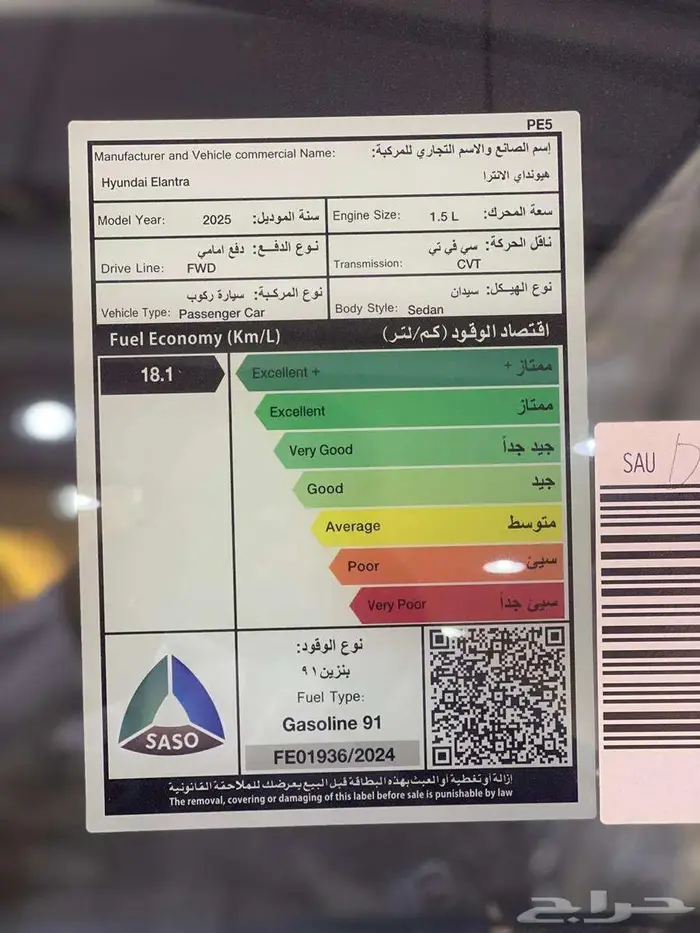 PE5
Manufacturer and Vehicle commercial Name: إسم الصانع والاسم التجاري للمركبة:
Hyundai Elantra هيونداي الانترا
Model Year: 2025 سنة الموديل:
Engine Size: 1.5 L سعة المحرك:
نوع الدفع: دفع امامي
Drive Line: FWD
ناقل الحركة: سي في تي
Transmission: CVT
نوع المركبة: سيارة ركوب
Vehicle Type: Passenger Car
نوع الهيكل: سيدان
Body Style: Sedan
Fuel Economy (Km/L) اقتصاد الوقود (كم/لتر)
18.1
Excellent + ممتاز +
Excellent ممتاز
Very Good جيد جداً
Good جيد
Average متوسط
Poor سيئ
Very Poor سيئ جداً
SASO
نوع الوقود:
بنزين ٩١
Fuel Type:
Gasoline 91
FE01936/2024
إزالة أو تغطية أو العبث بهذه البطاقة قبل البيع يعرضك للملاحقة القانونية
The removal, covering or damaging of this label before sale is punishable by law
SAU
حراج